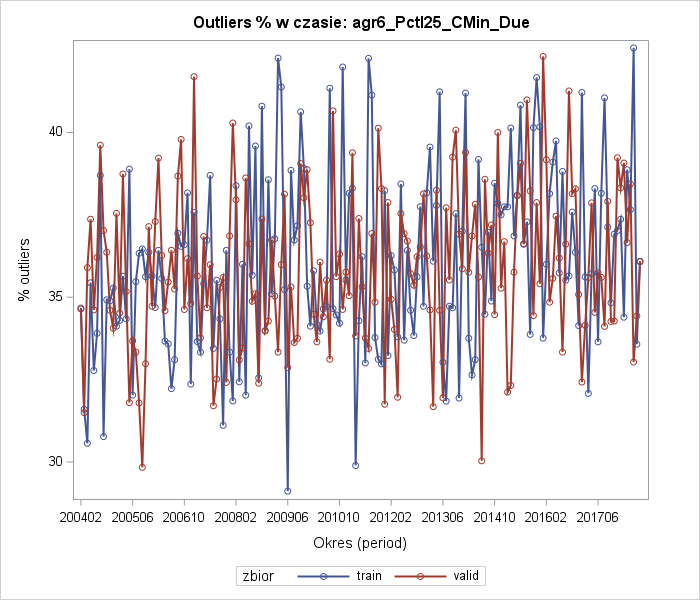 Outliers % w czasie: agr6_Pctl25_CMin_Due
% outliers
40
35
30
200402 200506 200610 200802 200906 201010 201202 201306 201410 201602 201706
Okres (period)
zbior train valid